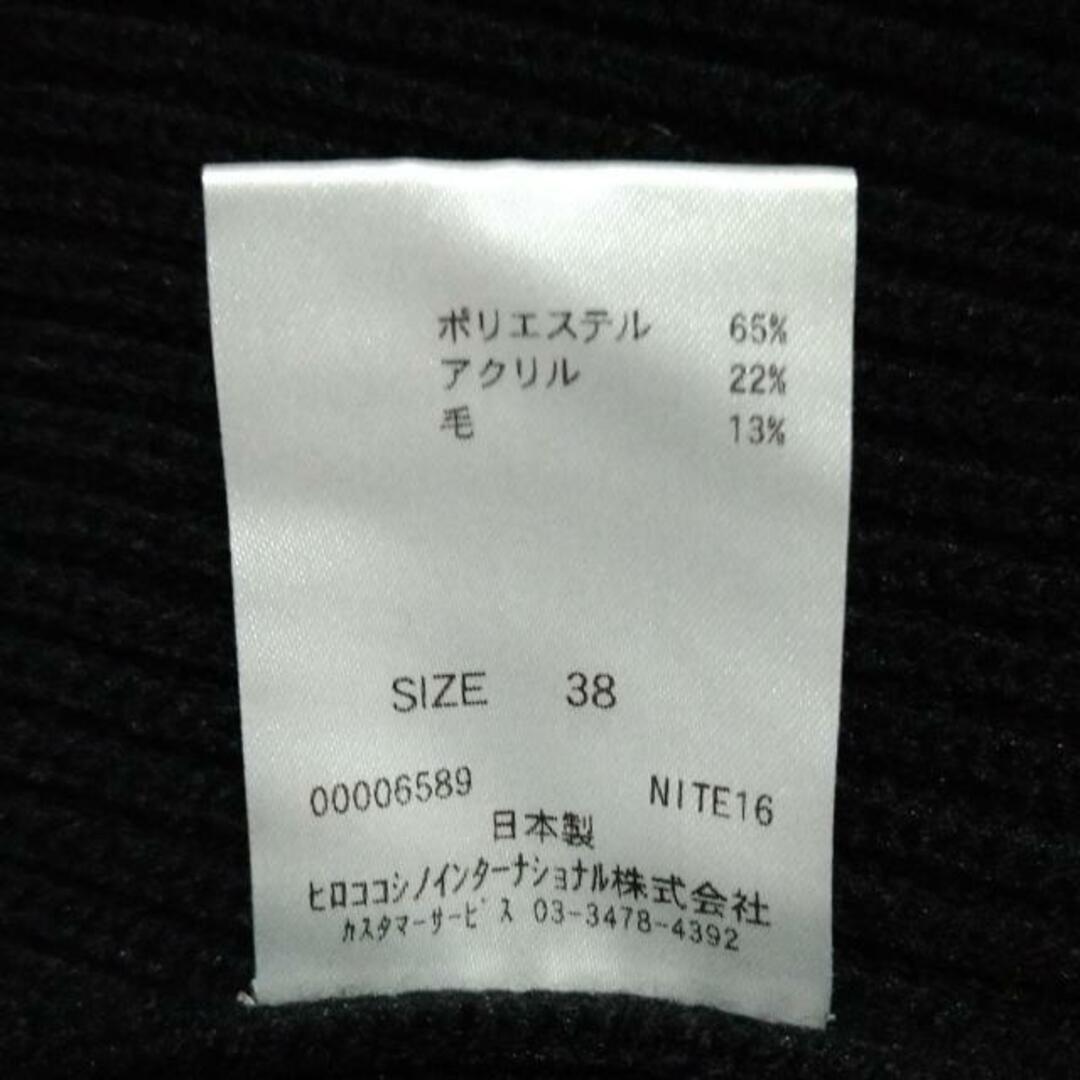 ポリエステル 65%
アクリル 22%
毛 13%
SIZE 38
00006589 NITE16
日本製
ﾋﾛｺｺｼﾉｲﾝﾀｰﾅｼｮﾅﾙ株式会社
ｶｽﾀﾏｰｻｰﾋﾞｽ 03-3478-4392